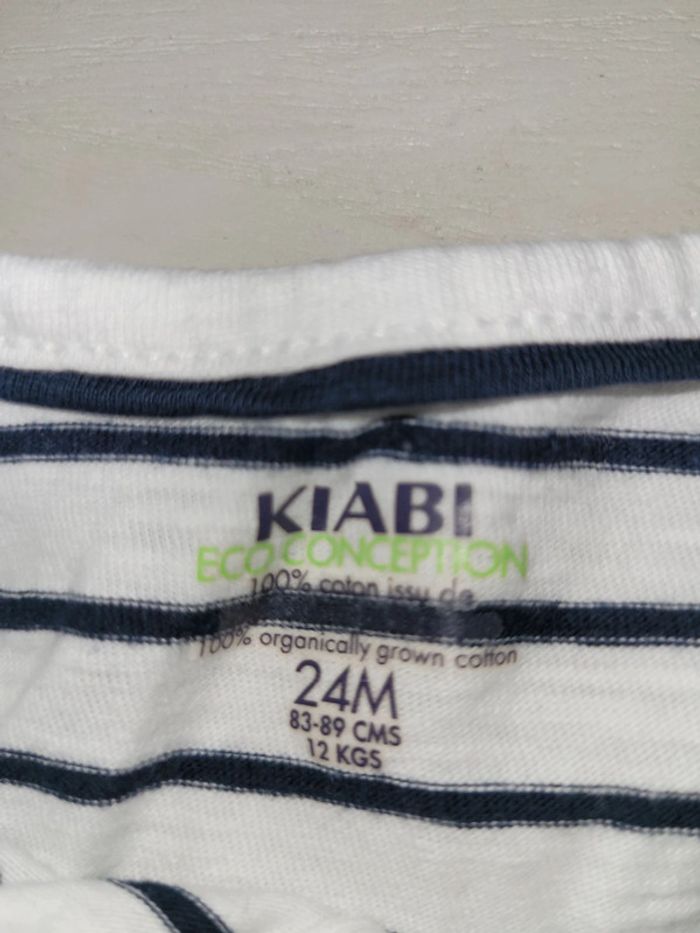 KIABI
ECO CONCEPTION
100% coton issu de
100% organically grown cotton
24M
83-89 CMS
12 KGS